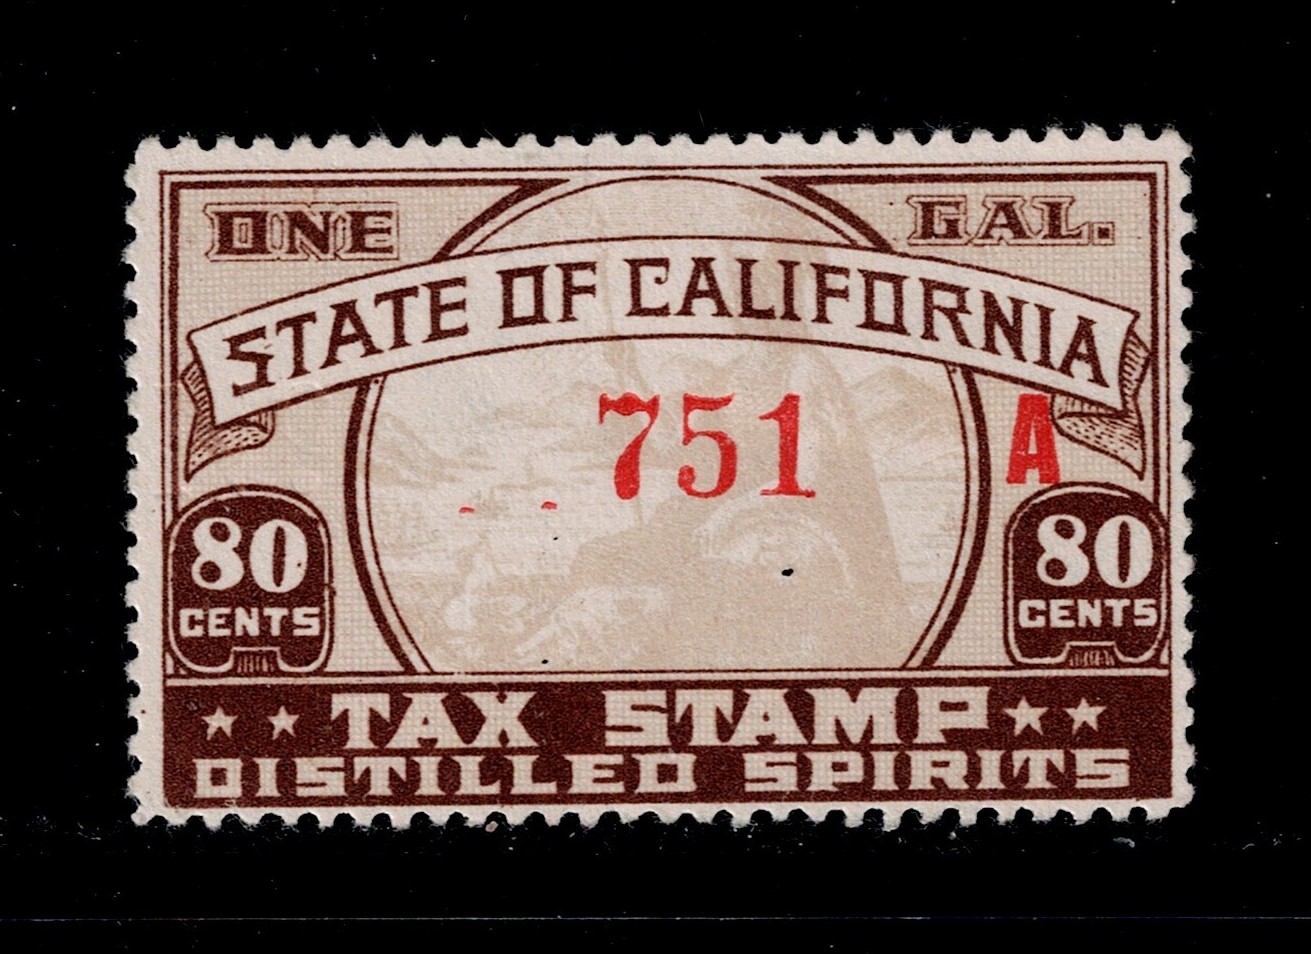 ONE GAL.
STATE OF CALIFORNIA
751 A
80 80
CENTS CENTS
TAX STAMP
DISTILLED SPIRITS